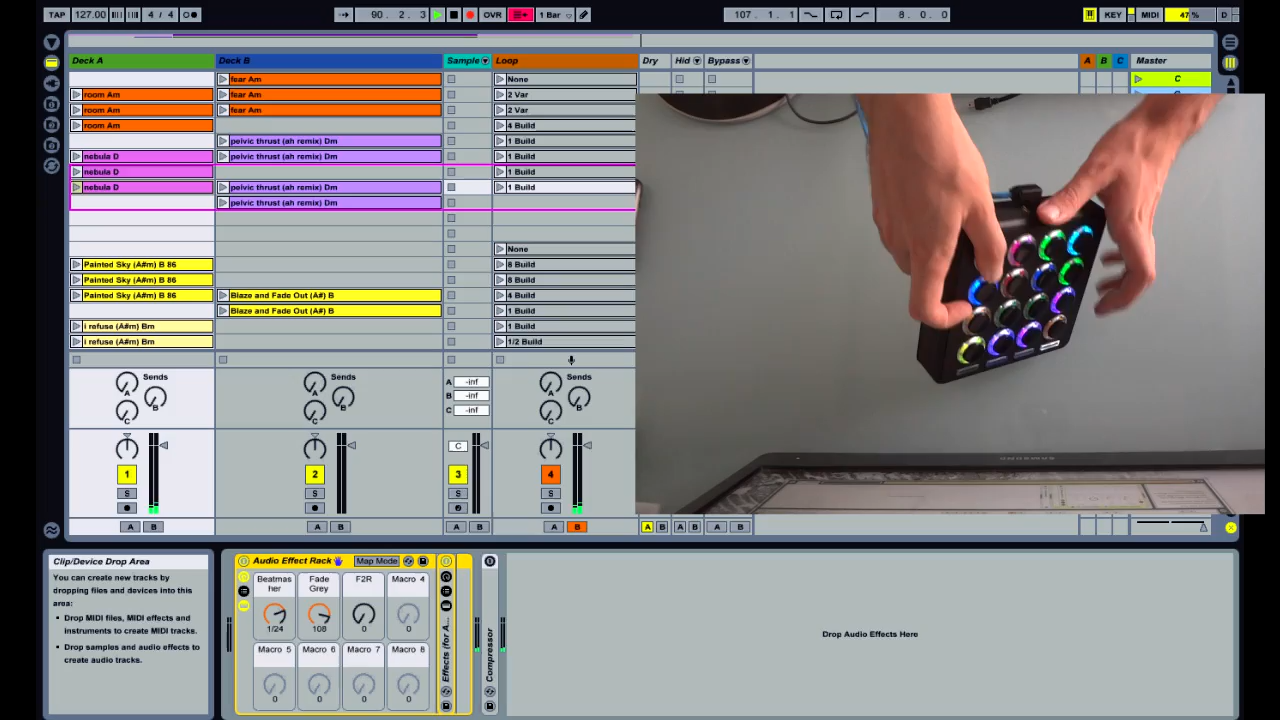 TAP 127.00 4 / 4 90. 2. 3 OVR 1 Bar 107. 1. 1 8. 0. 0 KEY MIDI 47 % D
Deck A Deck B Sample Loop Dry Hid Bypass A B C Master
fear Am None C
room Am fear Am 2 Var
room Am fear Am 2 Var
room Am 4 Build
pelvic thrust (ah remix) Dm 1 Build
nebula D pelvic thrust (ah remix) Dm 1 Build
nebula D 1 Build
nebula D pelvic thrust (ah remix) Dm 1 Build
pelvic thrust (ah remix) Dm
None
Painted Sky (A#m) B 86 8 Build
Painted Sky (A#m) B 86 8 Build
Painted Sky (A#m) B 86 Blaze and Fade Out (A#) B 4 Build
Blaze and Fade Out (A#) B 1 Build
i refuse (A#m) Bm 1 Build
i refuse (A#m) Bm 1/2 Build
Sends Sends A -inf Sends
A B A B B -inf A B
C C C -inf C
C
1 2 3 4
S S S S
A B A B A B A B A B A B A B
Clip/Device Drop Area
You can create new tracks by
dropping files and devices into this
area:
• Drop MIDI files, MIDI effects and
instruments to create MIDI tracks.
• Drop samples and audio effects to
create audio tracks.
Audio Effect Rack Map Mode
Beatmas
her Fade
Grey F2R Macro 4
1/24 108 0 0
Macro 5 Macro 6 Macro 7 Macro 8
0 0 0 0
Effects (for A...
Compressor
Drop Audio Effects Here
SAMSUNG